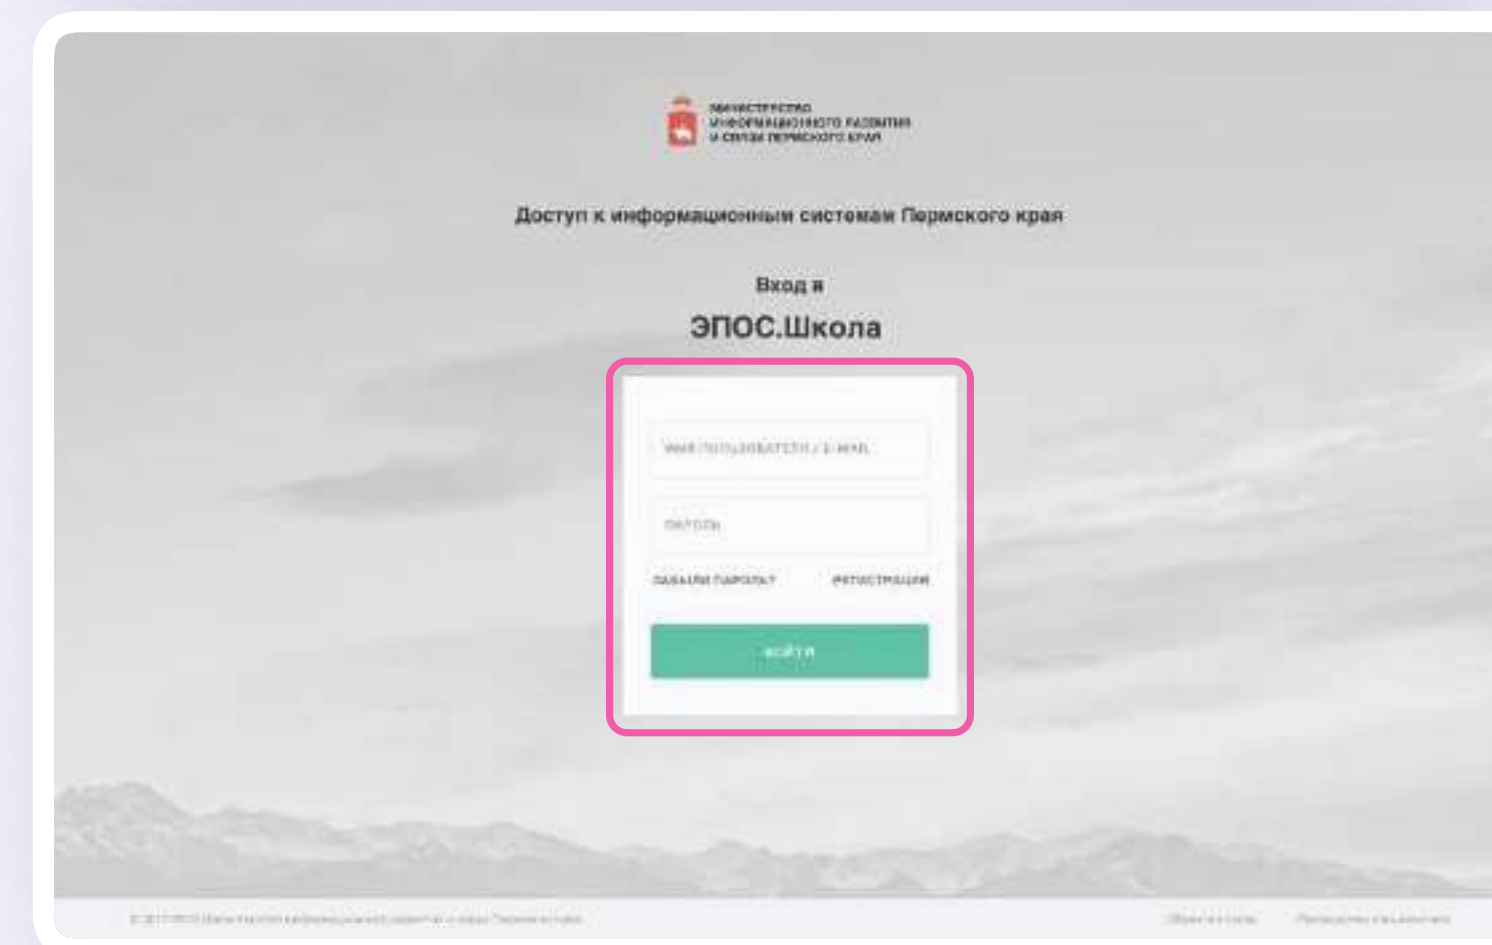 МИНИСТЕРСТВО
ИНФОРМАЦИОННОГО РАЗВИТИЯ
И СВЯЗИ ПЕРМСКОГО КРАЯ
Доступ к информационным системам Пермского края
Вход в
ЭПОС.Школа
ИМЯ ПОЛЬЗОВАТЕЛЯ / E-MAIL
ПАРОЛЬ
ЗАБЫЛИ ПАРОЛЬ? РЕГИСТРАЦИЯ
ВОЙТИ